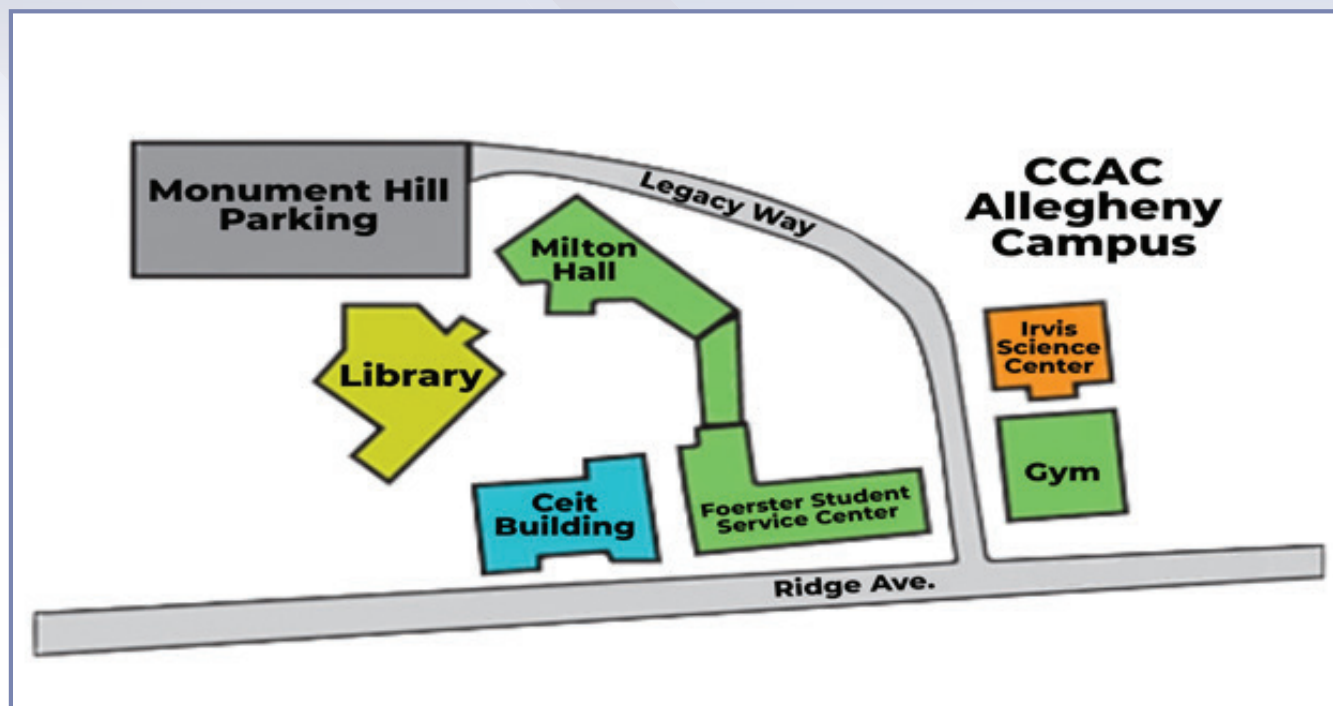 Monument Hill
Parking
Legacy Way
CCAC
Allegheny
Campus
Milton
Hall
Irvis
Science
Center
Library
Gym
Ceit
Building
Foerster Student
Service Center
Ridge Ave.